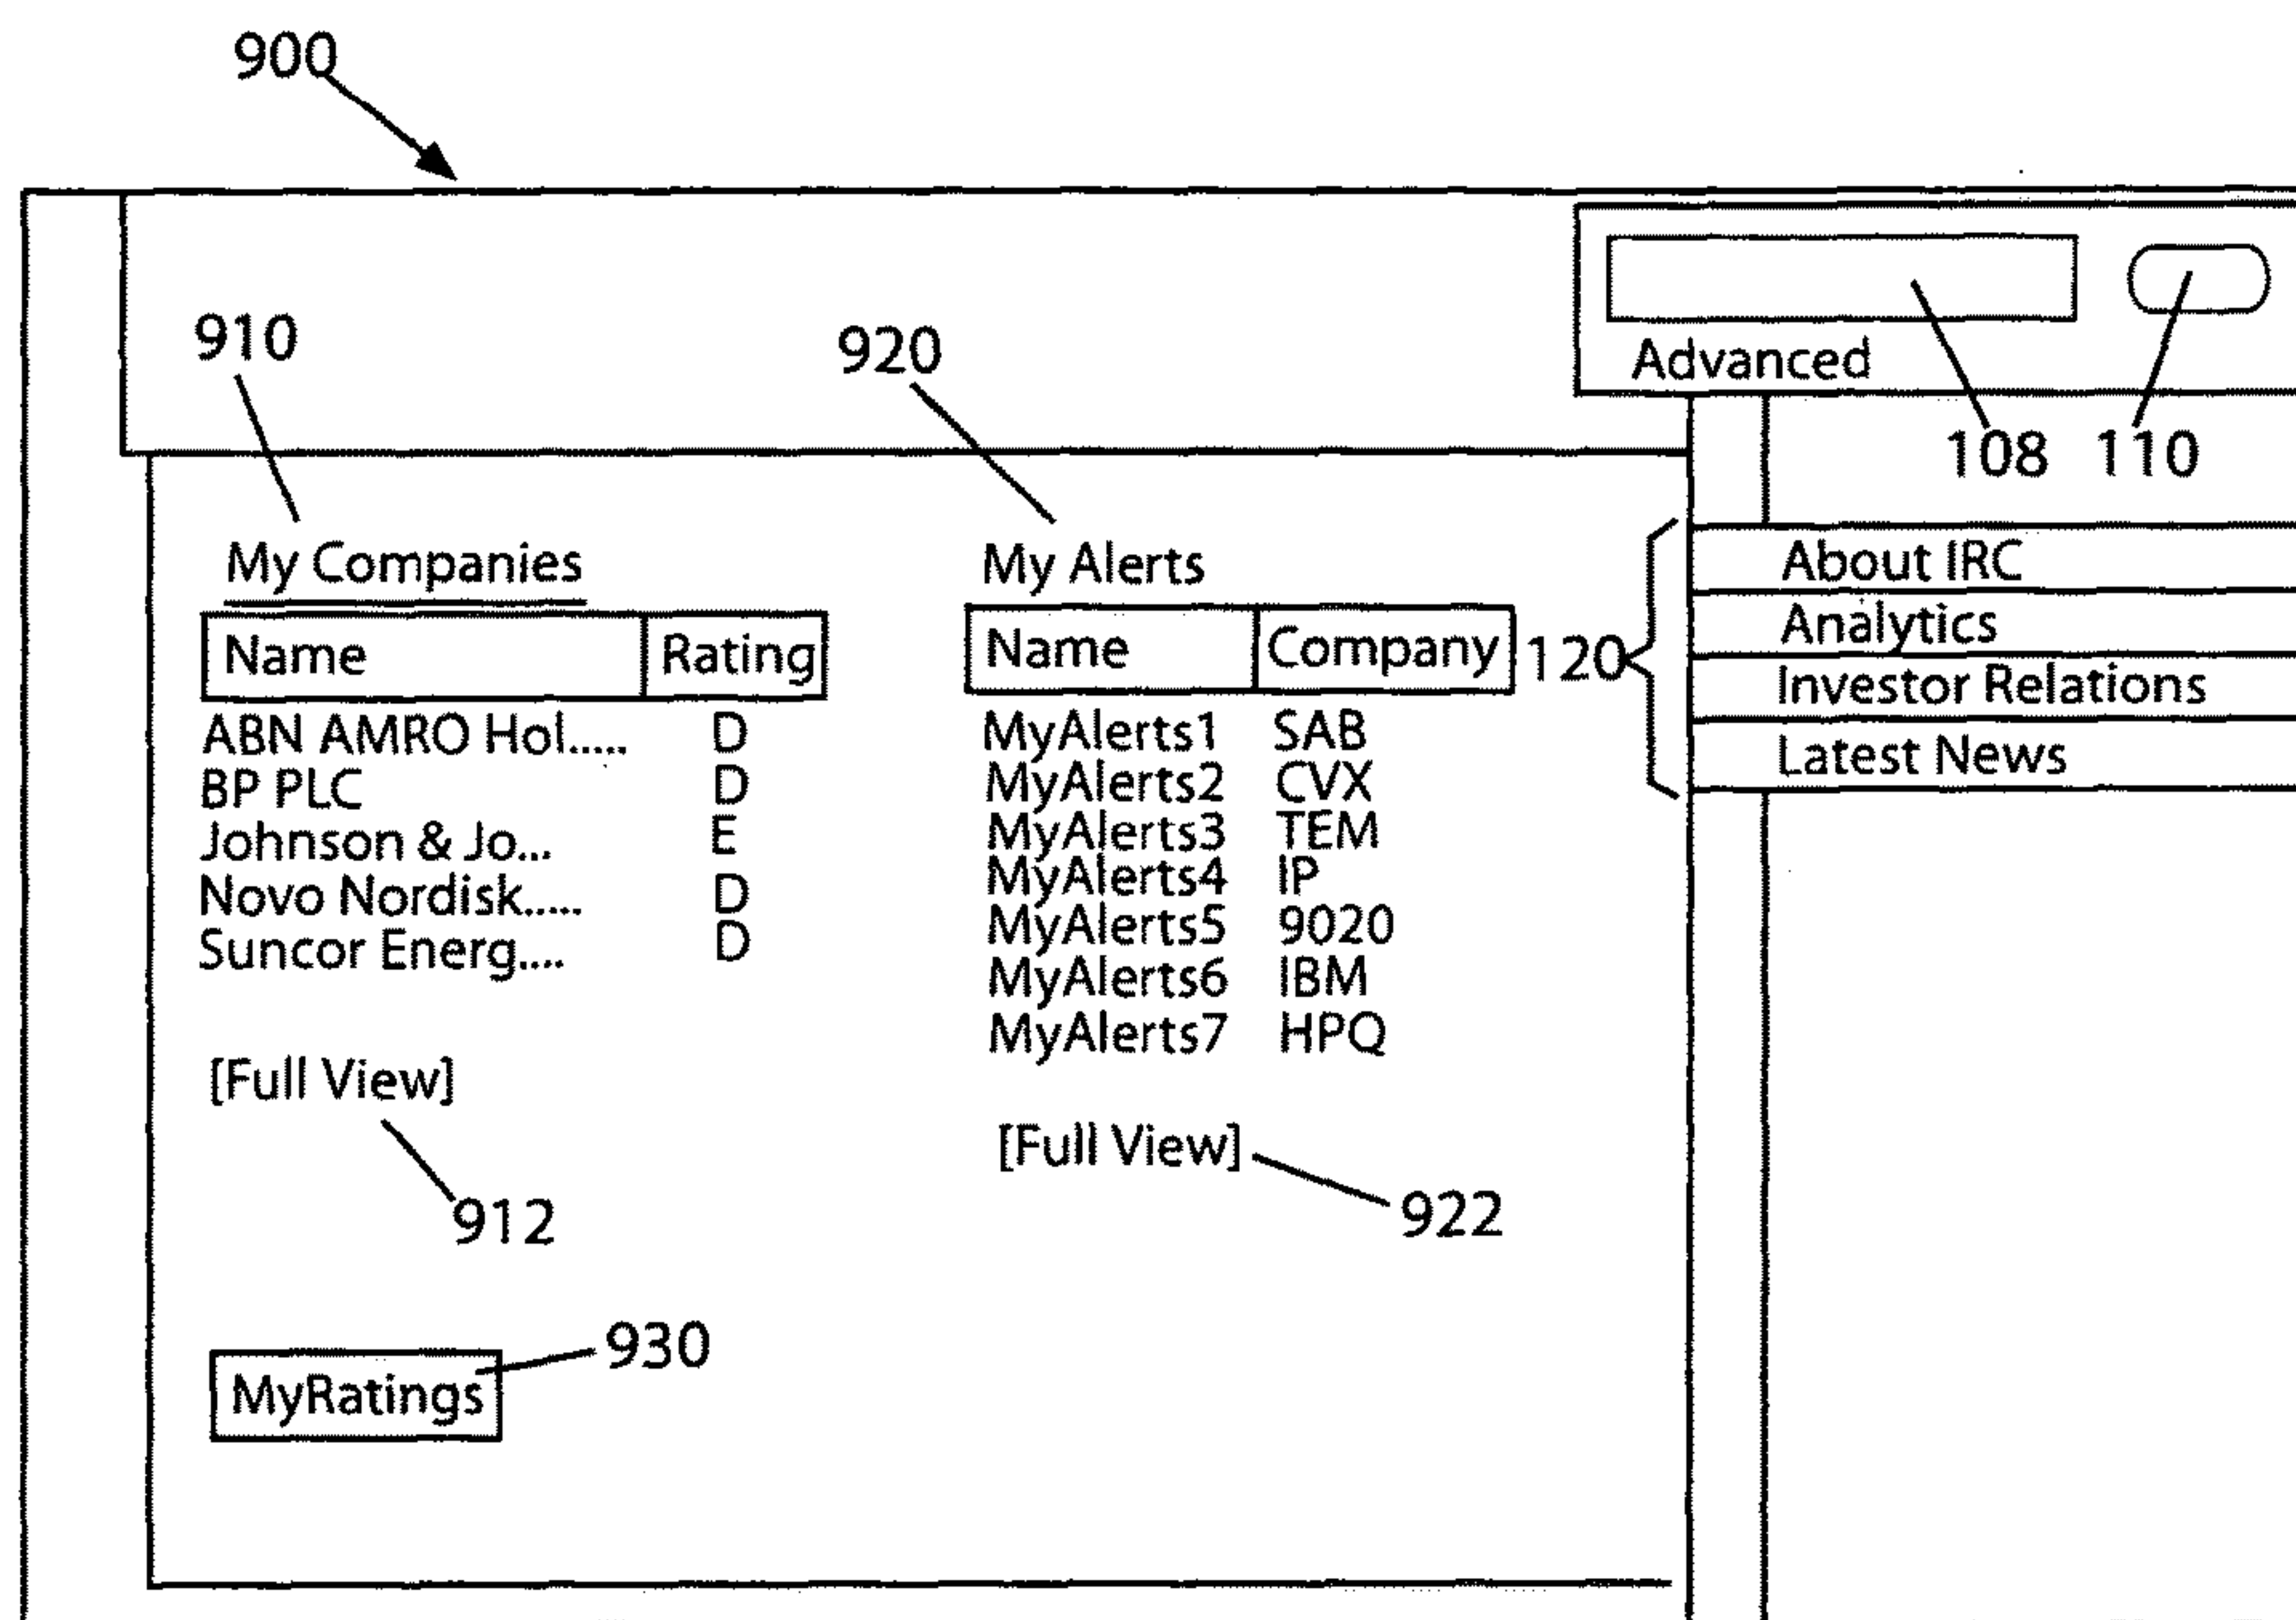 900
910
920
Advanced
108 110
My Companies
Name Rating
ABN AMRO Hol..... D
BP PLC D
Johnson & Jo... E
Novo Nordisk..... D
Suncor Energ.... D
[Full View]
912
My Alerts
Name Company
MyAlerts1 SAB
MyAlerts2 CVX
MyAlerts3 TEM
MyAlerts4 IP
MyAlerts5 9020
MyAlerts6 IBM
MyAlerts7 HPQ
[Full View]
922
120
About IRC
Analytics
Investor Relations
Latest News
MyRatings
930